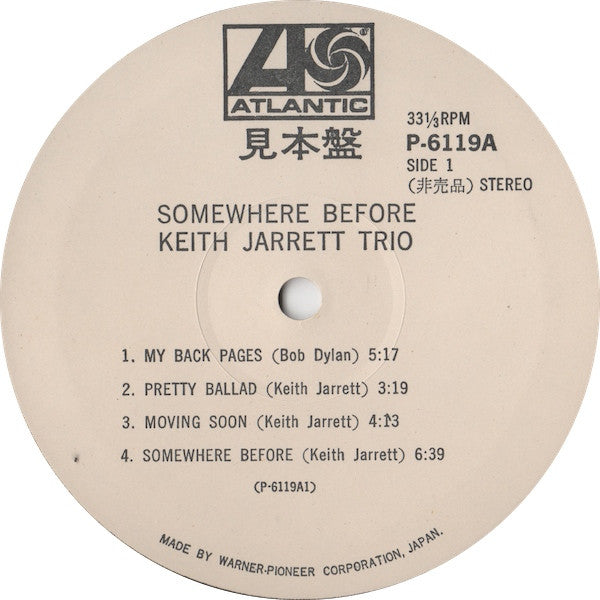 ATLANTIC
見本盤
33⅓RPM
P-6119A
SIDE 1
(非売品) STEREO
SOMEWHERE BEFORE
KEITH JARRETT TRIO
1. MY BACK PAGES (Bob Dylan) 5:17
2. PRETTY BALLAD (Keith Jarrett) 3:19
3. MOVING SOON (Keith Jarrett) 4:13
4. SOMEWHERE BEFORE (Keith Jarrett) 6:39
(P-6119A1)
MADE BY WARNER-PIONEER CORPORATION, JAPAN.